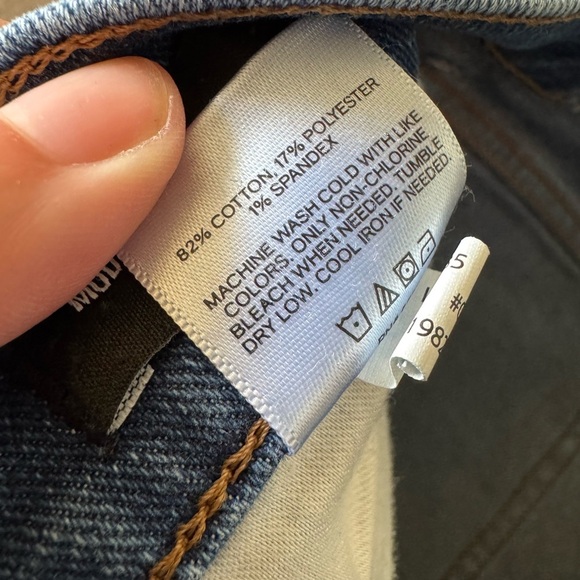 82% COTTON, 17% POLYESTER
1% SPANDEX
MACHINE WASH COLD WITH LIKE
COLORS. ONLY NON-CHLORINE
BLEACH WHEN NEEDED. TUMBLE
DRY LOW. COOL IRON IF NEEDED.